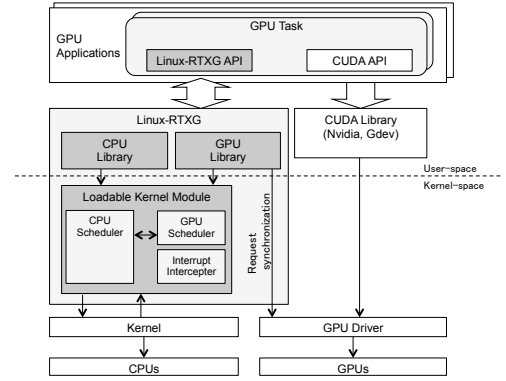 GPU
Applications
GPU Task
Linux-RTXG API
CUDA API
Linux-RTXG
CPU
Library
GPU
Library
CUDA Library
(Nvidia, Gdev)
User-space
Kernel-space
Loadable Kernel Module
CPU
Scheduler
GPU
Scheduler
Interrupt
Intercepter
Request
synchronization
Kernel
GPU Driver
CPUs
GPUs